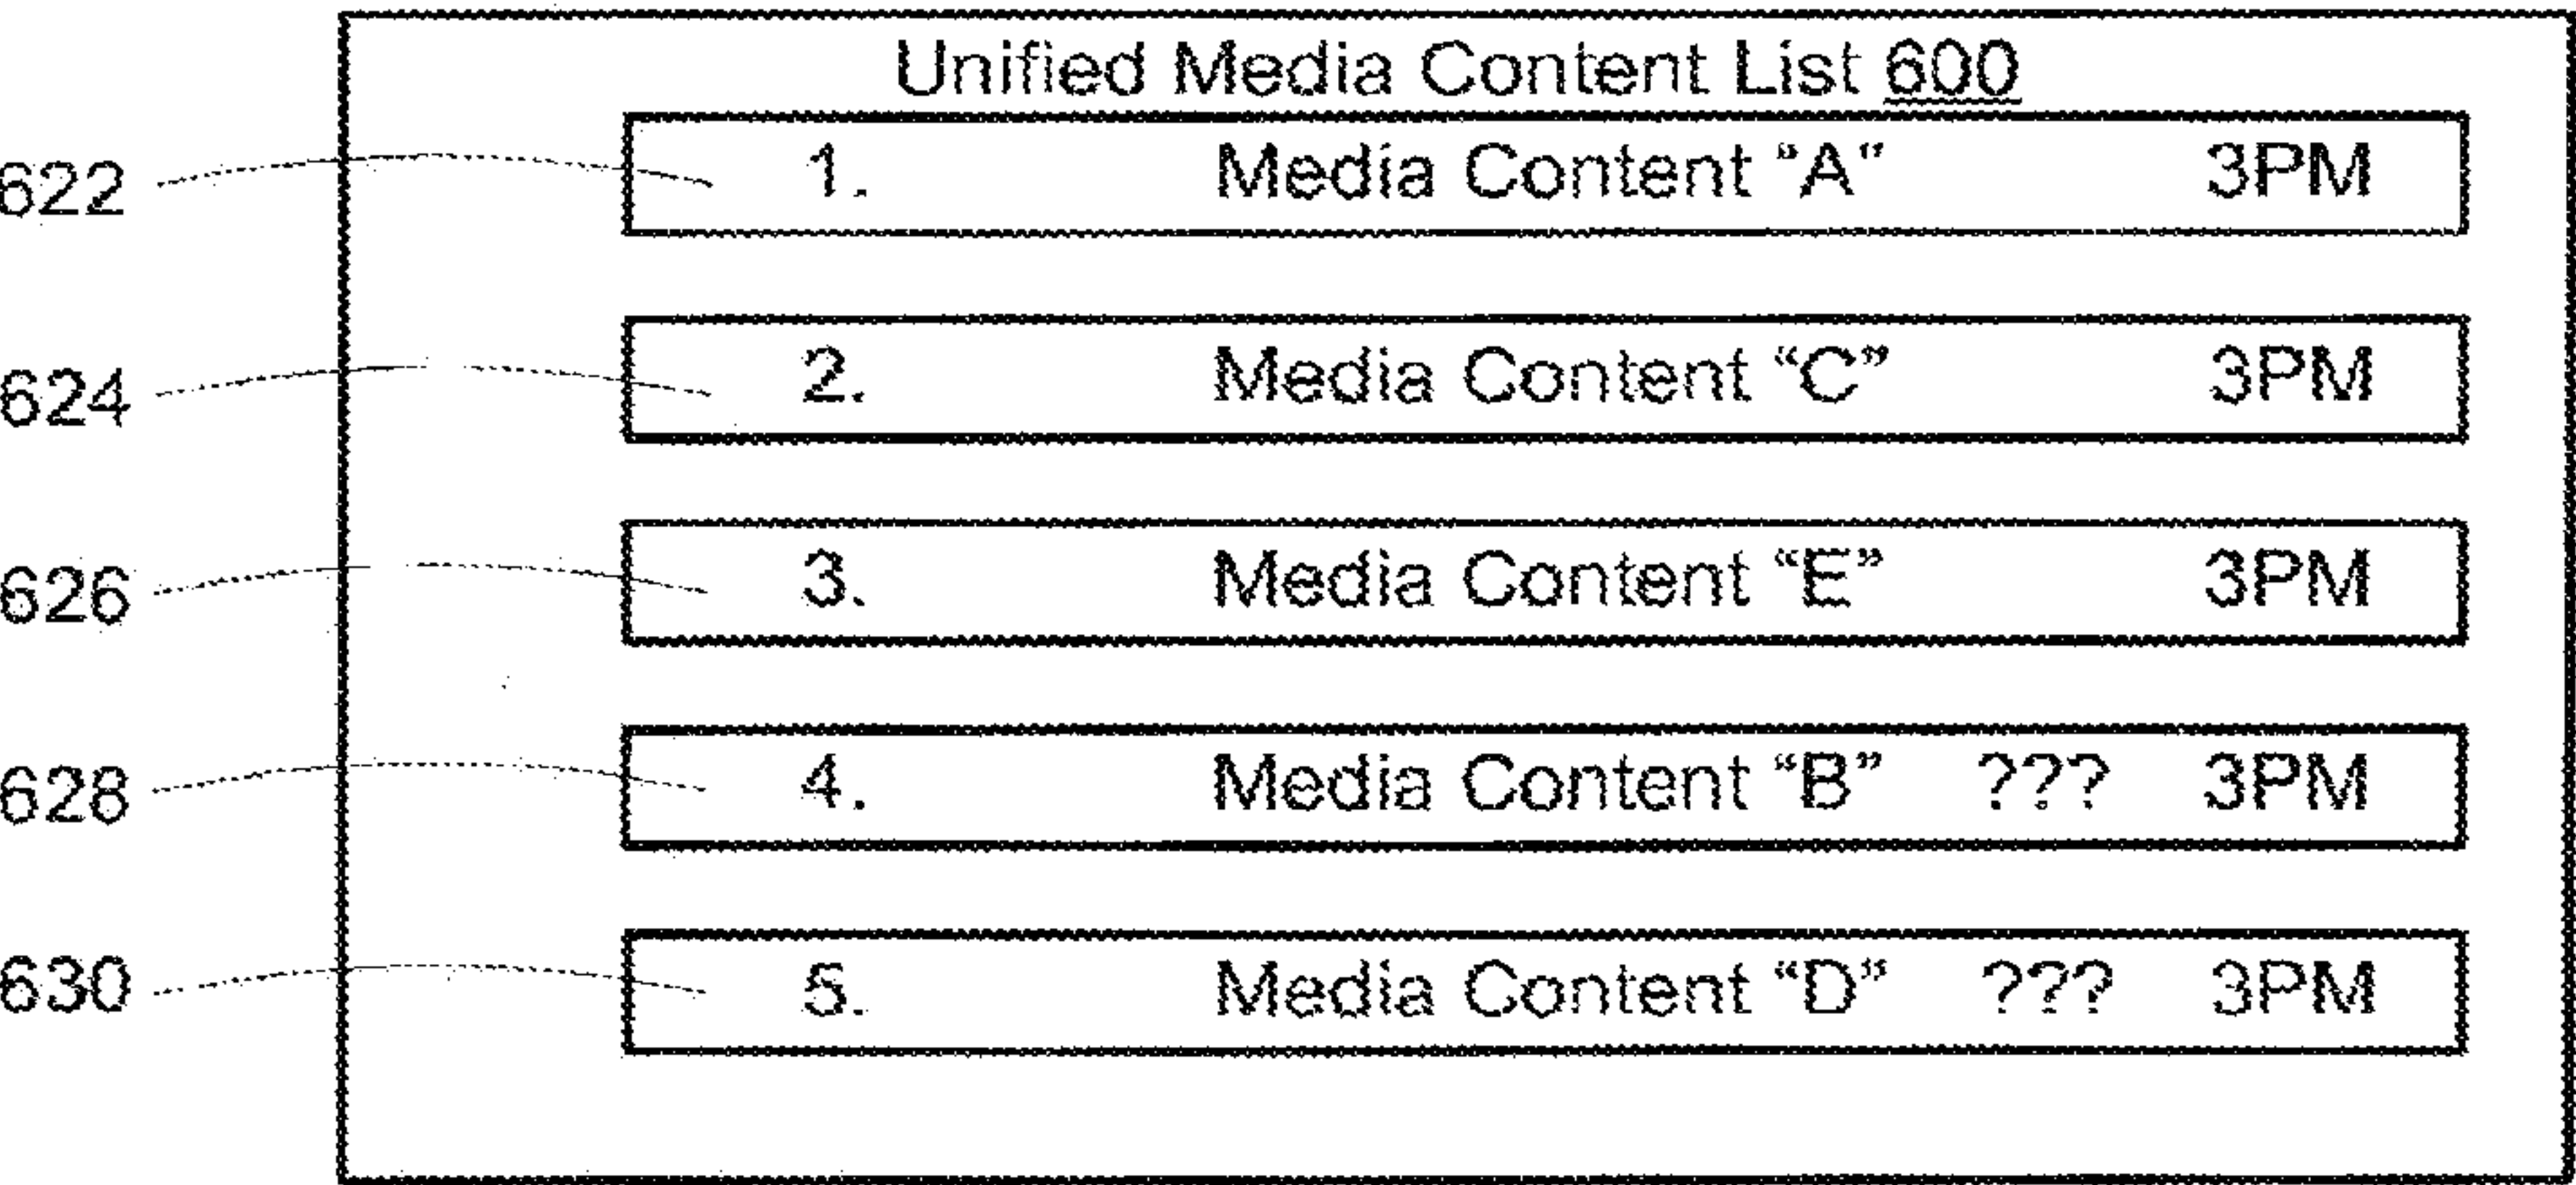 Unified Media Content List 600
622 1. Media Content “A” 3PM
624 2. Media Content “C” 3PM
626 3. Media Content “E” 3PM
628 4. Media Content “B” ??? 3PM
630 5. Media Content “D” ??? 3PM